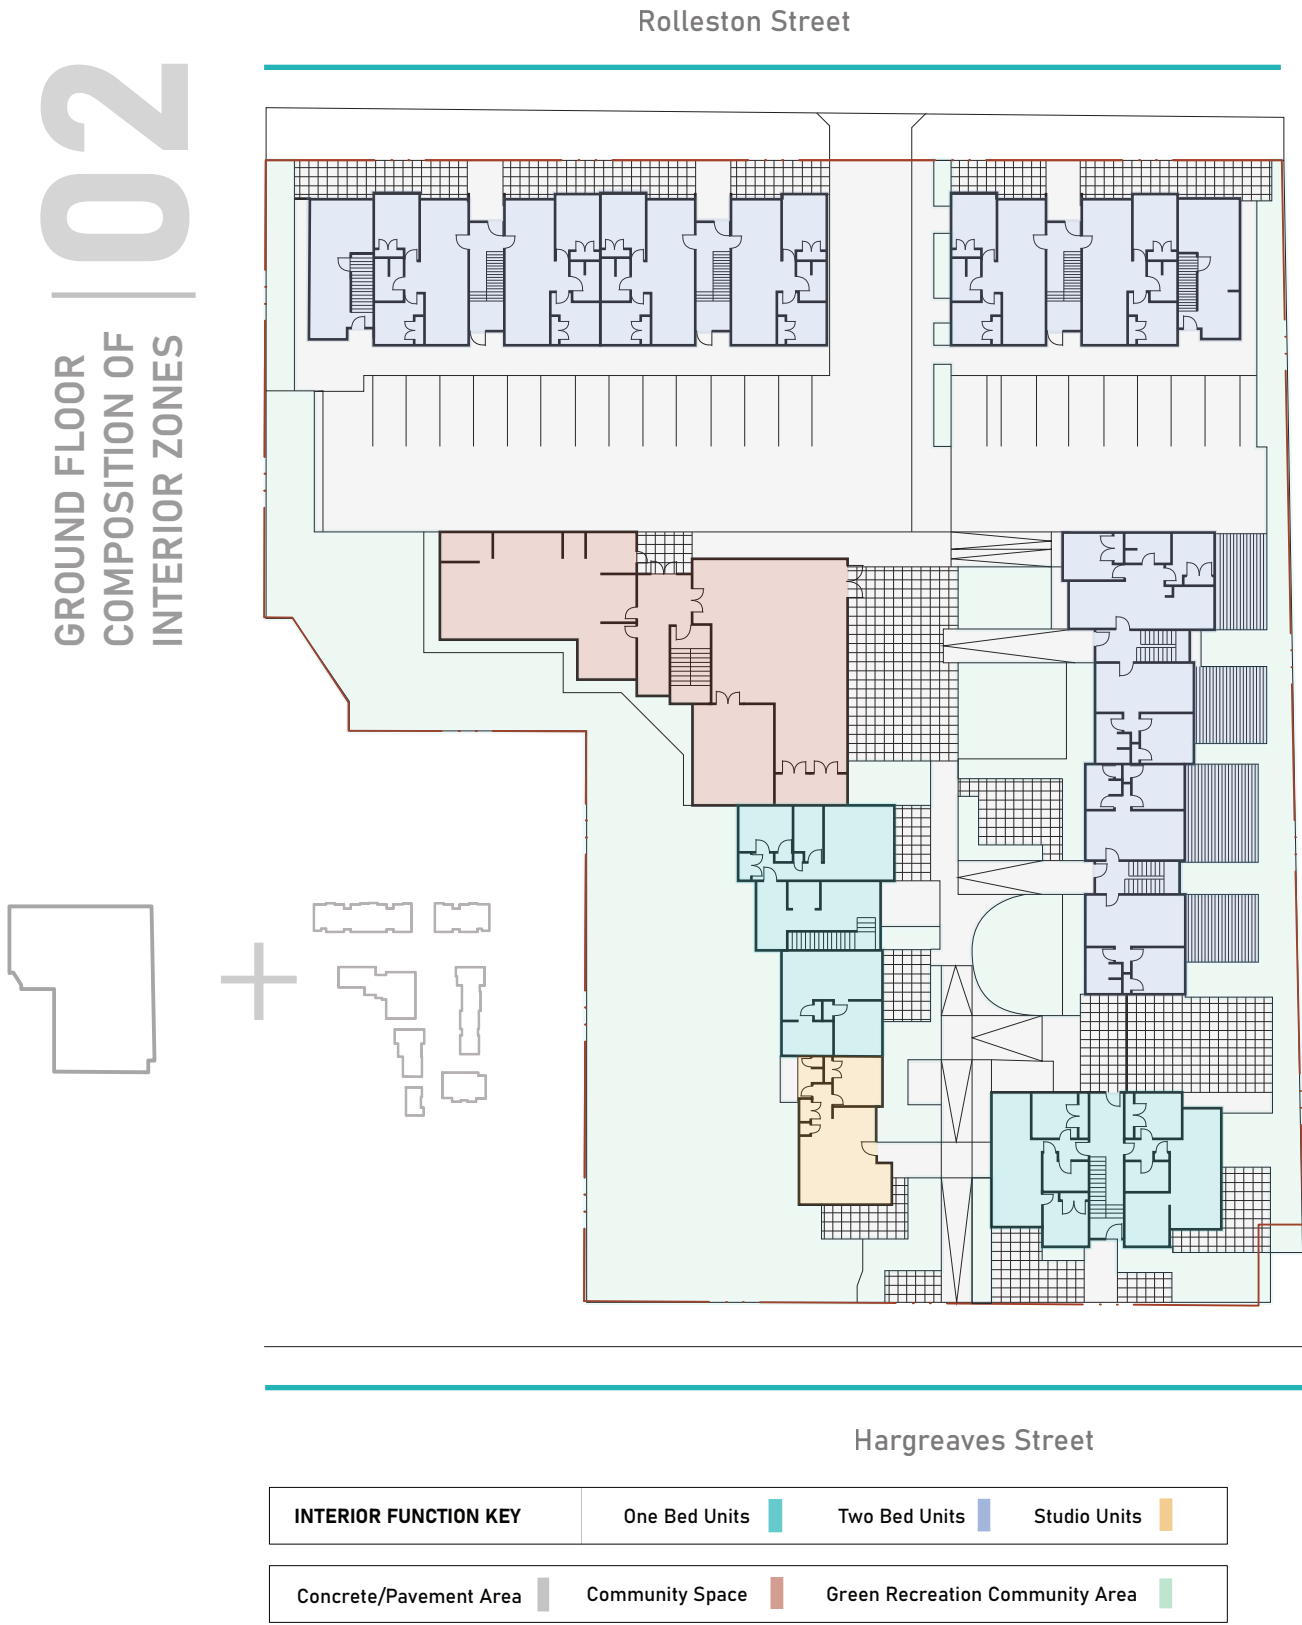 Rolleston Street
02
GROUND FLOOR
COMPOSITION OF
INTERIOR ZONES
Hargreaves Street
INTERIOR FUNCTION KEY One Bed Units Two Bed Units Studio Units
Concrete/Pavement Area Community Space Green Recreation Community Area